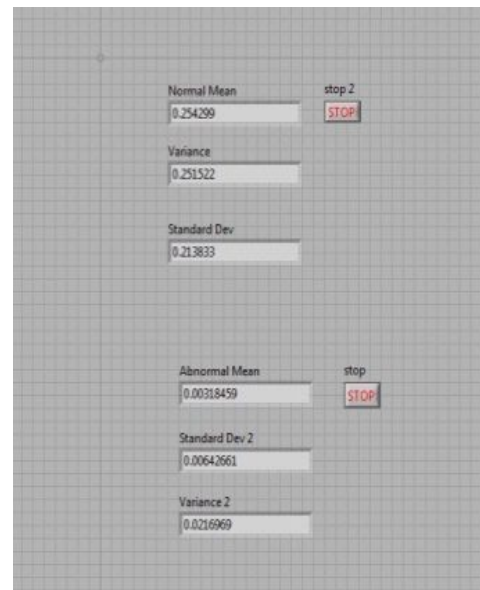 Normal Mean
stop 2
0.254299
STOP
Variance
0.251522
Standard Dev
0.213833
Abnormal Mean
stop
0.00318459
STOP
Standard Dev 2
0.00642661
Variance 2
0.0216969